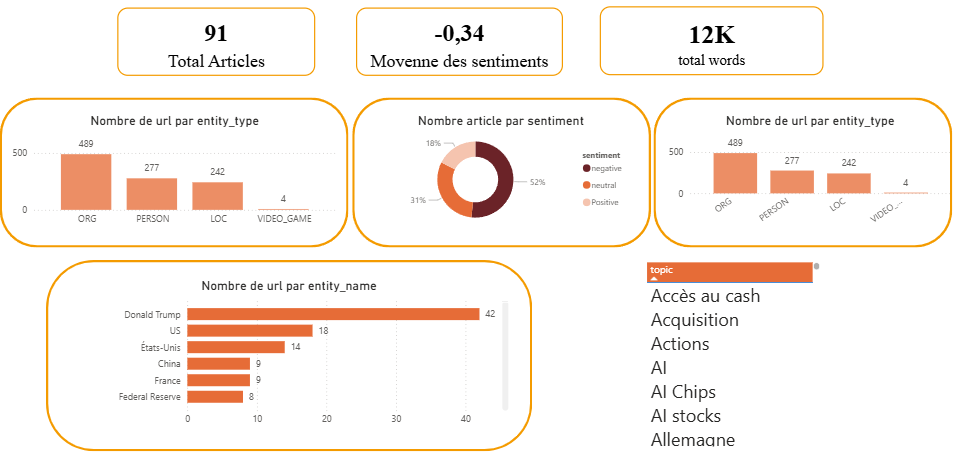 91
Total Articles
-0,34
Movenne des sentiments
12K
total words
Nombre de url par entity_type
500
0
489
277
242
4
ORG
PERSON
LOC
VIDEO_GAME
Nombre article par sentiment
18%
31%
52%
sentiment
negative
neutral
Positive
Nombre de url par entity_type
500
0
489
277
242
4
ORG
PERSON
LOC
VIDEO_...
Nombre de url par entity_name
Donald Trump 42
US 18
États-Unis 14
China 9
France 9
Federal Reserve 8
0 10 20 30 40
topic
Accès au cash
Acquisition
Actions
AI
AI Chips
AI stocks
Allemagne